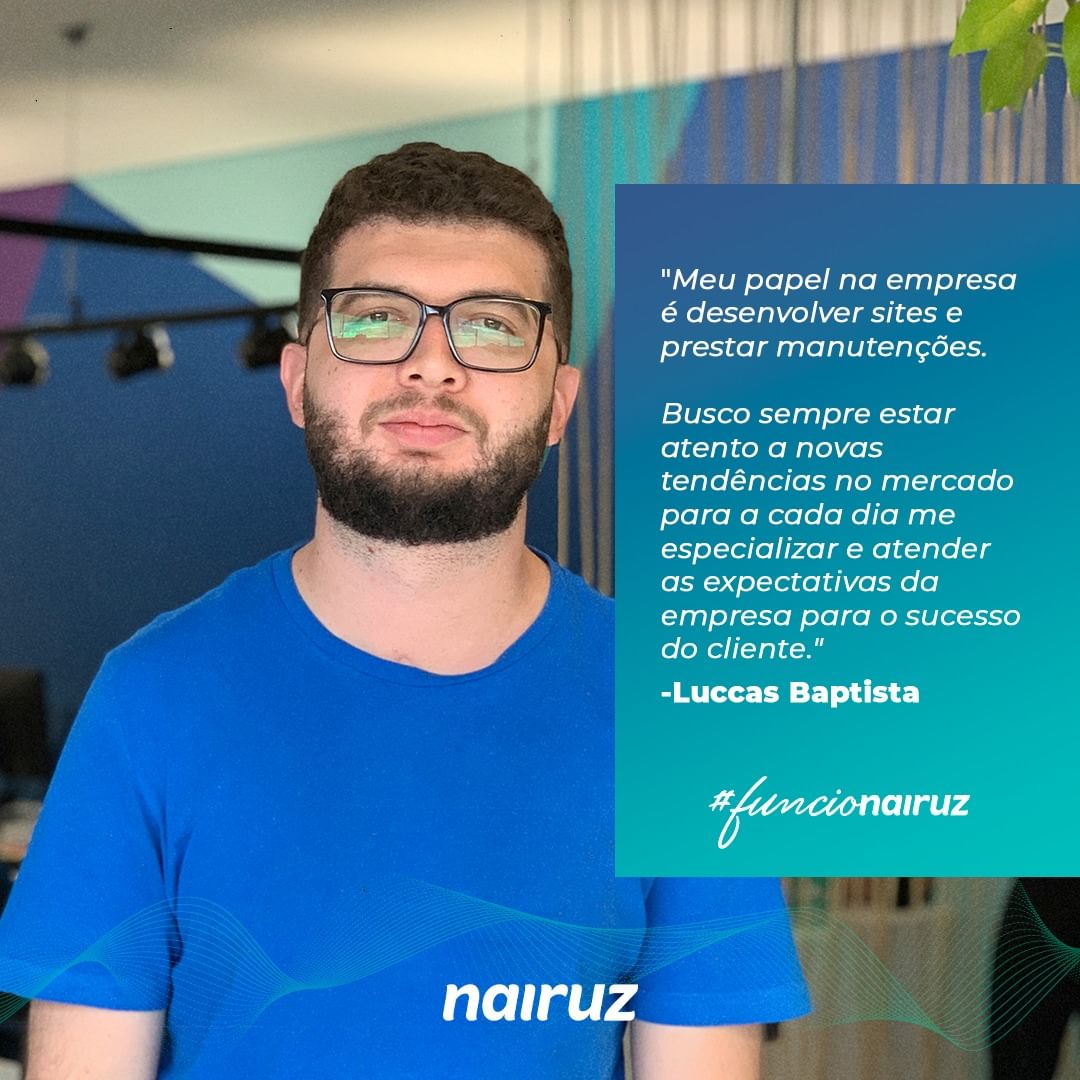 "Meu papel na empresa
é desenvolver sites e
prestar manutenções.
Busco sempre estar
atento a novas
tendências no mercado
para a cada dia me
especializar e atender
as expectativas da
empresa para o sucesso
do cliente."
-Luccas Baptista
#funcionairuz
nairuz